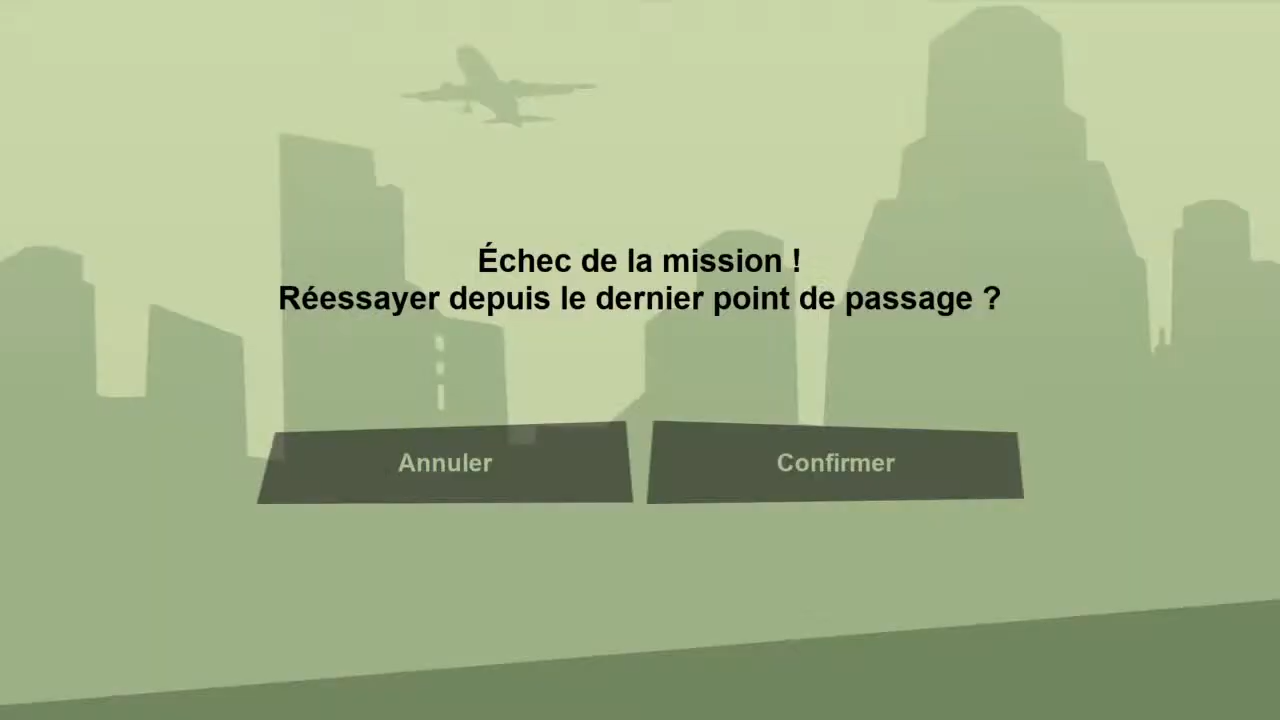 Échec de la mission !
Réessayer depuis le dernier point de passage ?
Annuler
Confirmer